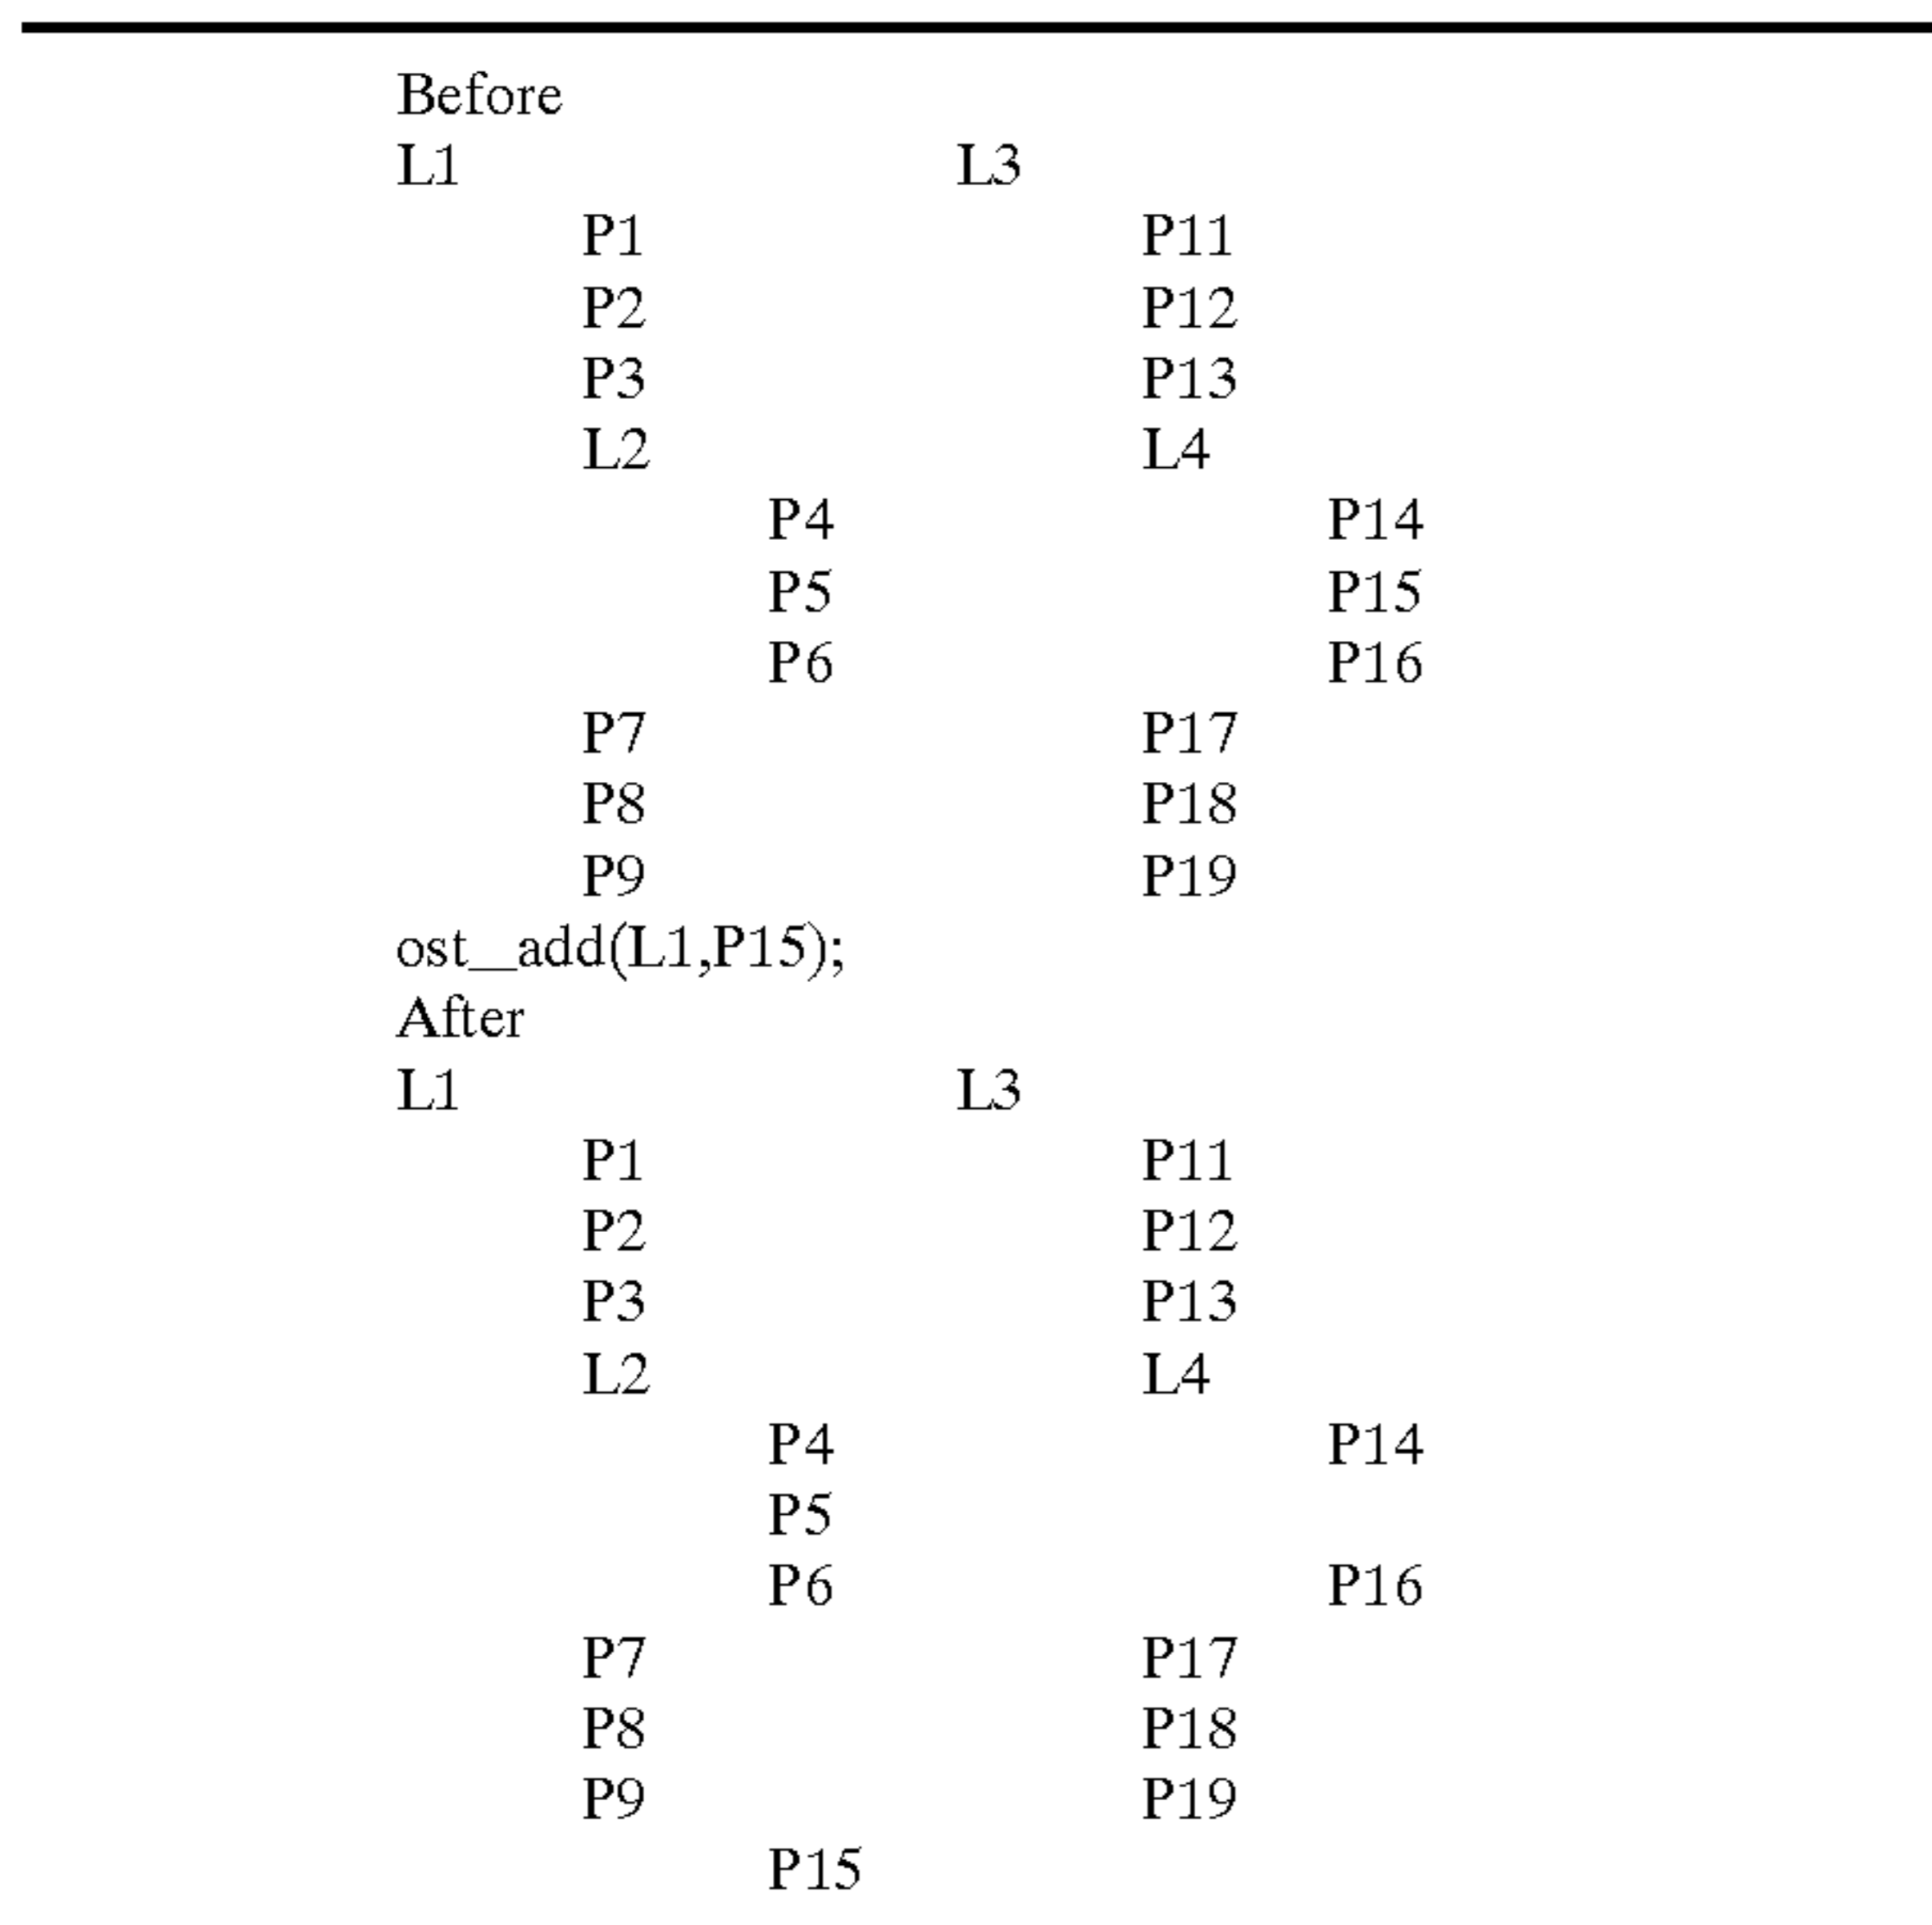 Before
L1 L3
P1 P11
P2 P12
P3 P13
L2 L4
P4 P14
P5 P15
P6 P16
P7 P17
P8 P18
P9 P19
ost_add(L1,P15);
After
L1 L3
P1 P11
P2 P12
P3 P13
L2 L4
P4 P14
P5
P6 P16
P7 P17
P8 P18
P9 P19
P15